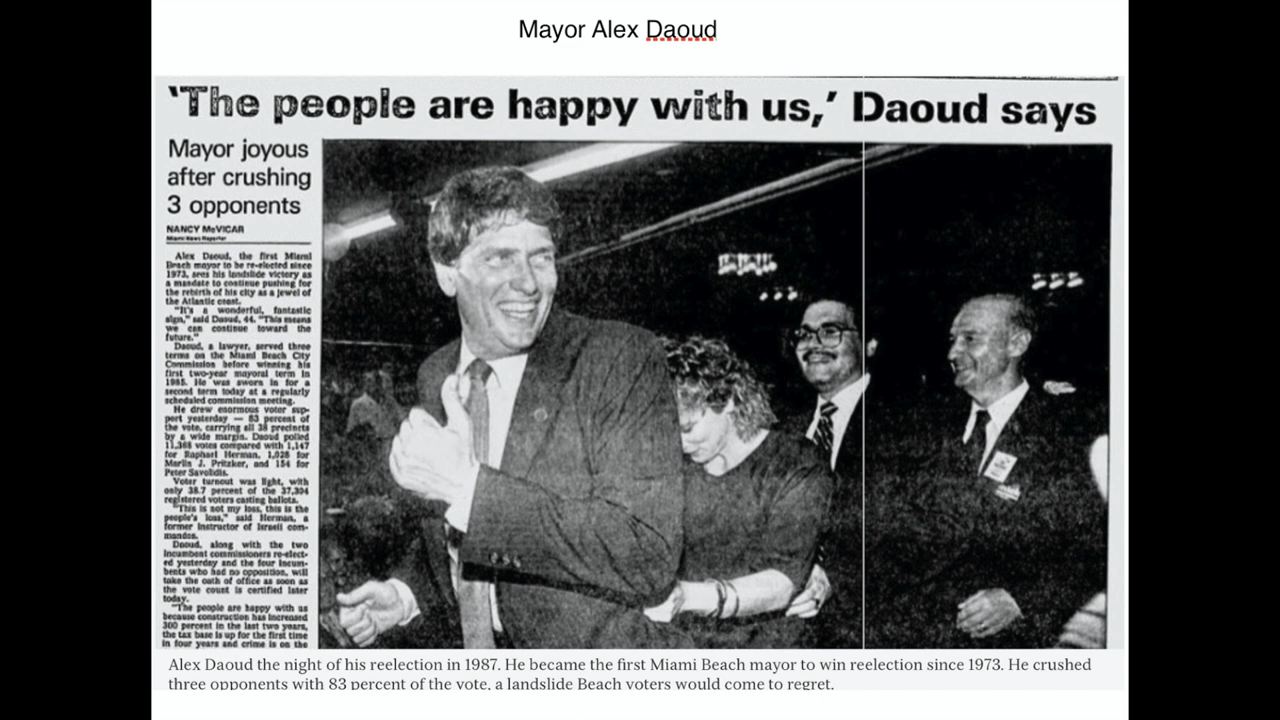 Mayor Alex Daoud
‘The people are happy with us,’ Daoud says
Mayor joyous
after crushing
3 opponents
NANCY McVICAR
Miami News Reporter
Alex Daoud, the first Miami
Beach mayor to be re-elected since
1973, sees his landslide victory as
a mandate to continue pushing for
the rebirth of his city as a jewel of
the Atlantic coast.
"It's a wonderful, fantastic
sign," said Daoud, 44. "This means
we can continue toward the
future."
Daoud, a lawyer, served three
terms on the Miami Beach City
Commission before winning his
first two-year mayoral term in
1985. He was sworn in for a
second term today at a regularly
scheduled commission meeting.
He drew enormous voter sup-
port yesterday — 83 percent of
the vote, carrying all 38 precincts
by a wide margin. Daoud polled
11,368 votes compared with 1,147
for Raphael Herman, 1,028 for
Marlin J. Pritzker, and 154 for
Peter Savolidis.
Voter turnout was light, with
only 38.7 percent of the 37,304
registered voters casting ballots.
"This is not my loss, this is the
people's loss," said Herman, a
former instructor of Israeli com-
mandos.
Daoud, along with the two
incumbent commissioners re-elect-
ed yesterday and the four incum-
bents who had no opposition, will
take the oath of office as soon as
the vote count is certified later
today.
"The people are happy with us
because construction has increased
300 percent in the last two years,
the tax base is up for the first time
in four years and crime is on the
Alex Daoud the night of his reelection in 1987. He became the first Miami Beach mayor to win reelection since 1973. He crushed
three opponents with 83 percent of the vote, a landslide Beach voters would come to regret.